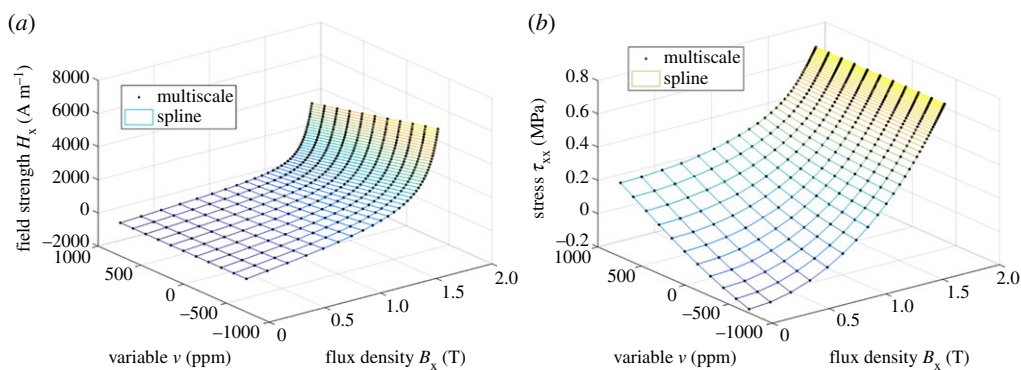 (a)
8000
6000
4000
2000
0
−2000
field strength Hx (A m−1)
multiscale
spline
1000
500
0
−500
−1000
variable v (ppm)
0
0.5
1.0
1.5
2.0
flux density Bx (T)
(b)
0.8
0.6
0.4
0.2
0
−0.2
stress τxx (MPa)
multiscale
spline
1000
500
0
−500
−1000
variable v (ppm)
0
0.5
1.0
1.5
2.0
flux density Bx (T)